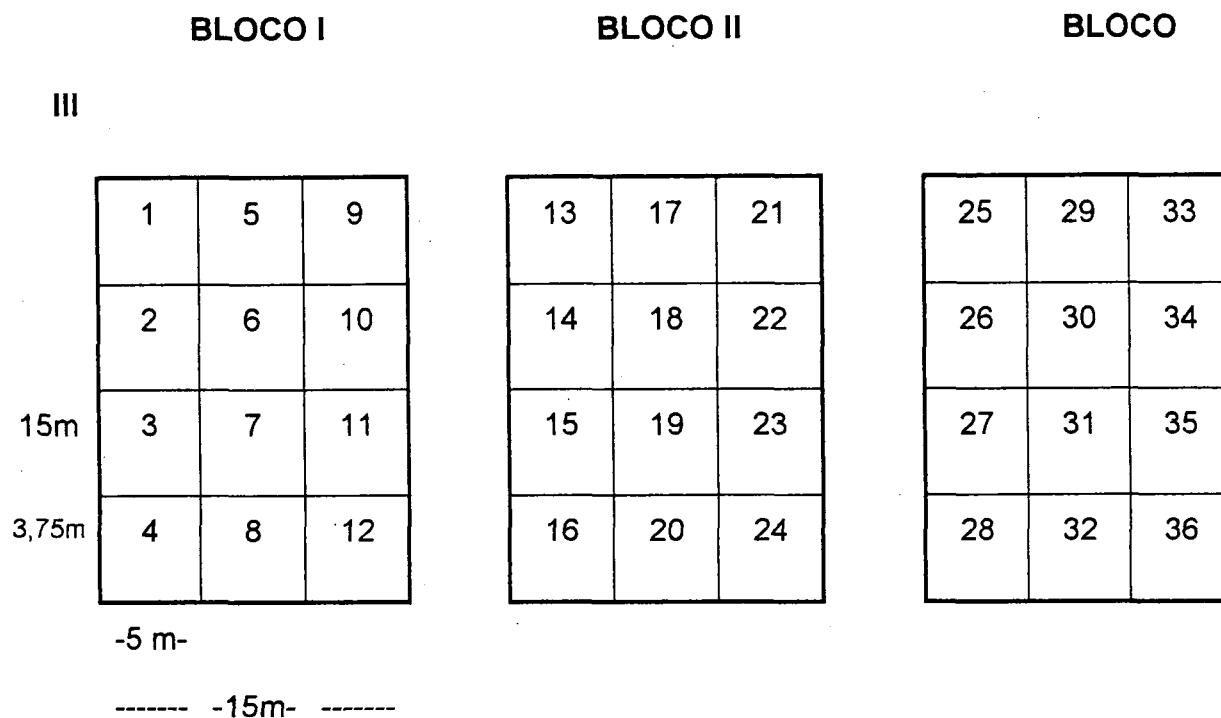 BLOCO I BLOCO II BLOCO
III
1 5 9 13 17 21 25 29 33
2 6 10 14 18 22 26 30 34
15m 3 7 11 15 19 23 27 31 35
3,75m 4 8 12 16 20 24 28 32 36
-5 m-
------- -15m- -------